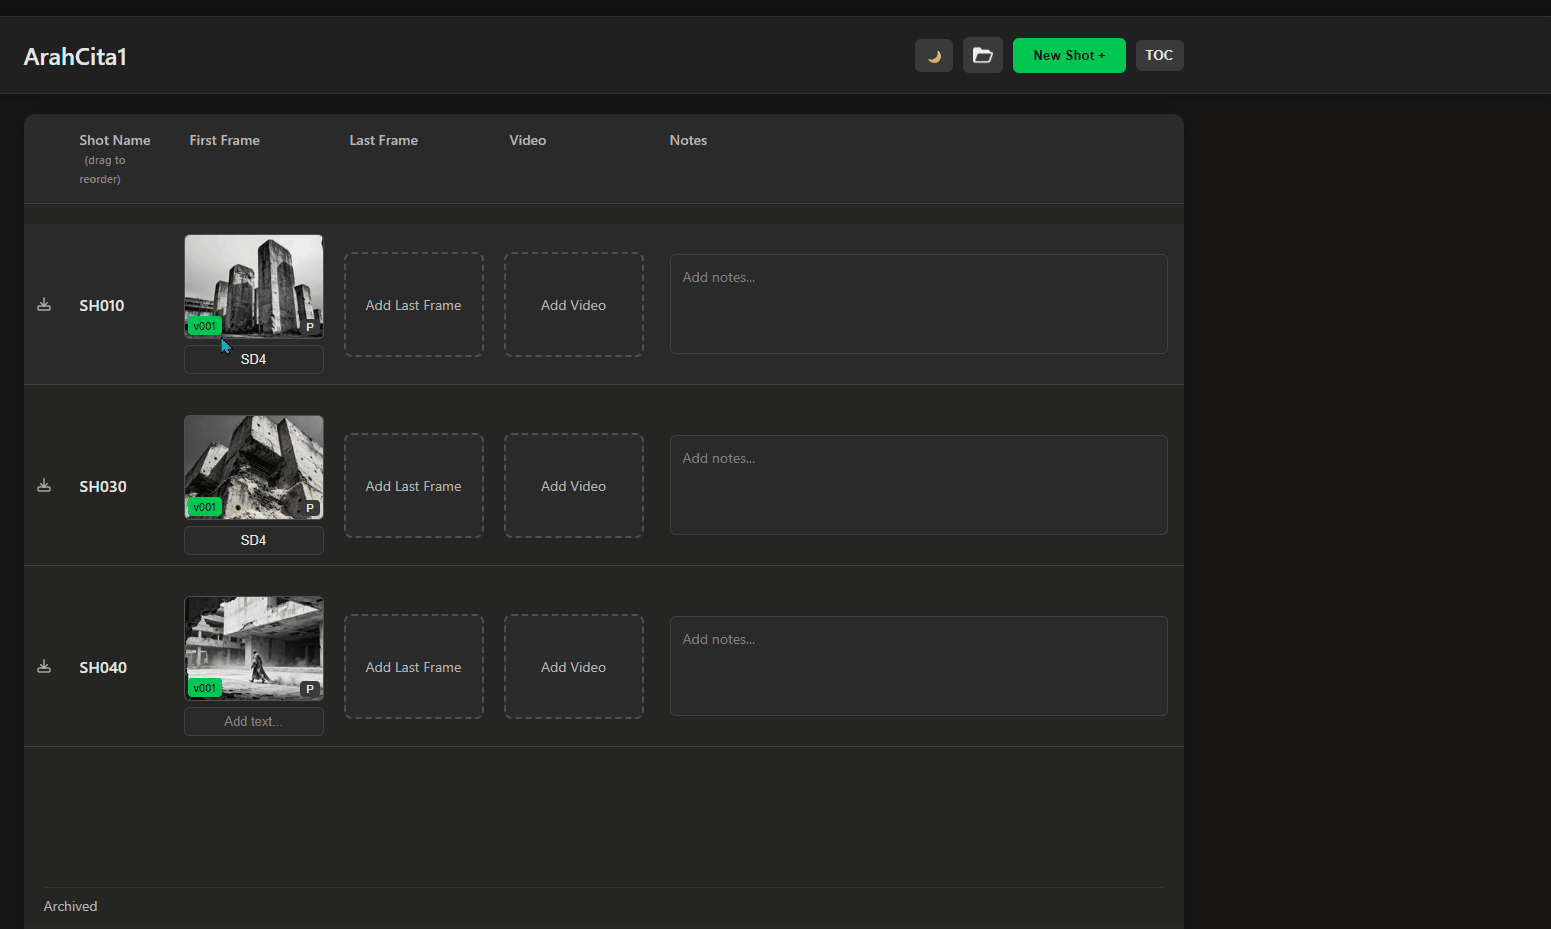 ArahCita1
New Shot +
TOC
Shot Name
(drag to
reorder)
First Frame
Last Frame
Video
Notes
SH010
v001
P
SD4
Add Last Frame
Add Video
Add notes...
SH030
v001
P
SD4
Add Last Frame
Add Video
Add notes...
SH040
v001
P
Add text...
Add Last Frame
Add Video
Add notes...
Archived